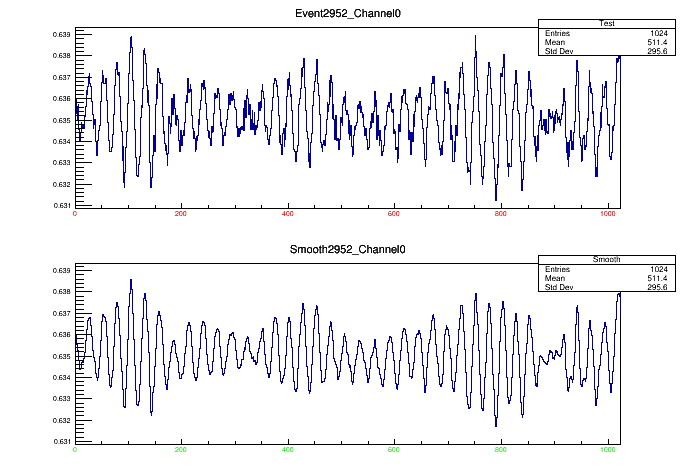 Event2952_Channel0
Test
Entries 1024
Mean 511.4
Std Dev 295.6
0.639
0.638
0.637
0.636
0.635
0.634
0.633
0.632
0.631
0 200 400 600 800 1000
Smooth2952_Channel0
Smooth
Entries 1024
Mean 511.4
Std Dev 295.6
0.639
0.638
0.637
0.636
0.635
0.634
0.633
0.632
0.631
0 200 400 600 800 1000